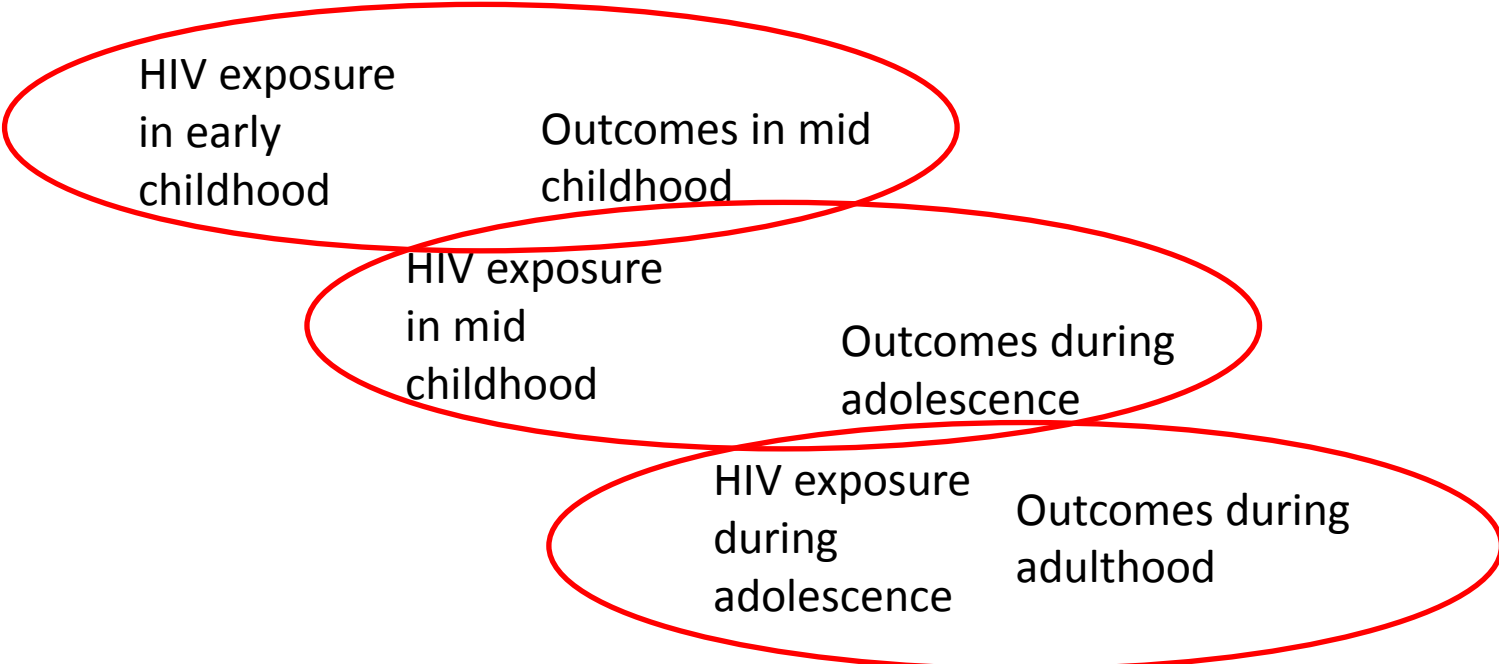 HIV exposure
in early
childhood
Outcomes in mid
childhood
HIV exposure
in mid
childhood
Outcomes during
adolescence
HIV exposure
during
adolescence
Outcomes during
adulthood